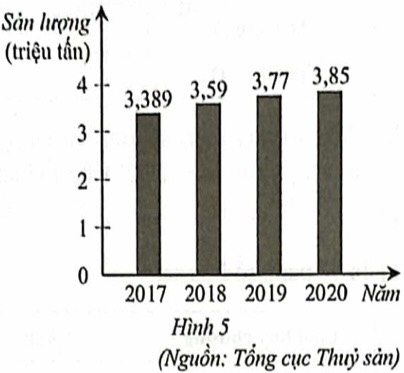 Sản lượng
(triệu tấn)
4
3
2
1
0
3,389
3,59
3,77
3,85
2017 2018 2019 2020 Năm
Hình 5
(Nguồn: Tổng cục Thuỷ sản)